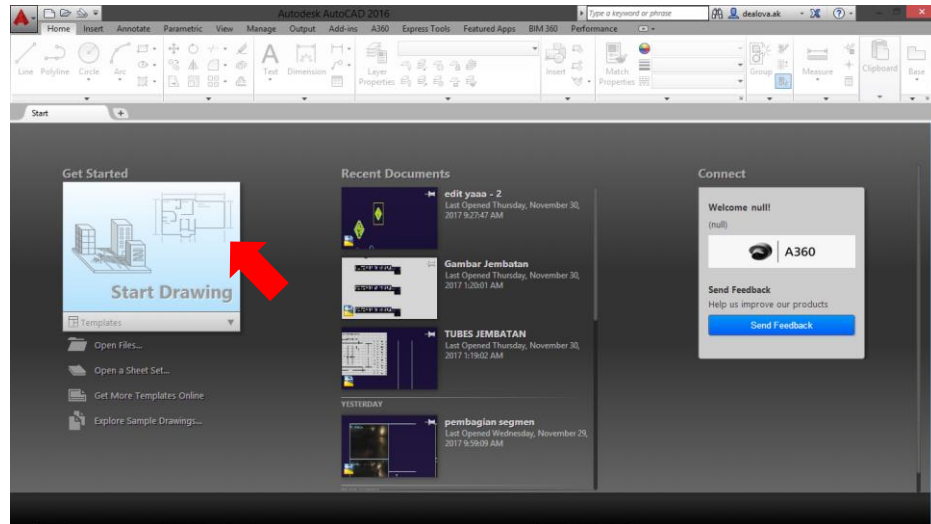 Autodesk AutoCAD 2016
Type a keyword or phrase
dealova.ak
Home Insert Annotate Parametric View Manage Output Add-ins A360 Express Tools Featured Apps BIM 360 Performance
Line Polyline Circle Arc
Text Dimension
Layer Properties
Insert
Match Properties
Group
Measure
Clipboard
Base
Start
Get Started
Start Drawing
Templates
Open Files...
Open a Sheet Set...
Get More Templates Online
Explore Sample Drawings...
Recent Documents
edit yaaa - 2
Last Opened Thursday, November 30,
2017 9:27:47 AM
Gambar Jembatan
Last Opened Thursday, November 30,
2017 1:20:01 AM
TUBES JEMBATAN
Last Opened Thursday, November 30,
2017 1:19:02 AM
YESTERDAY
pembagian segmen
Last Opened Wednesday, November 29,
2017 9:59:09 AM
Connect
Welcome null!
(null)
A360
Send Feedback
Help us improve our products
Send Feedback